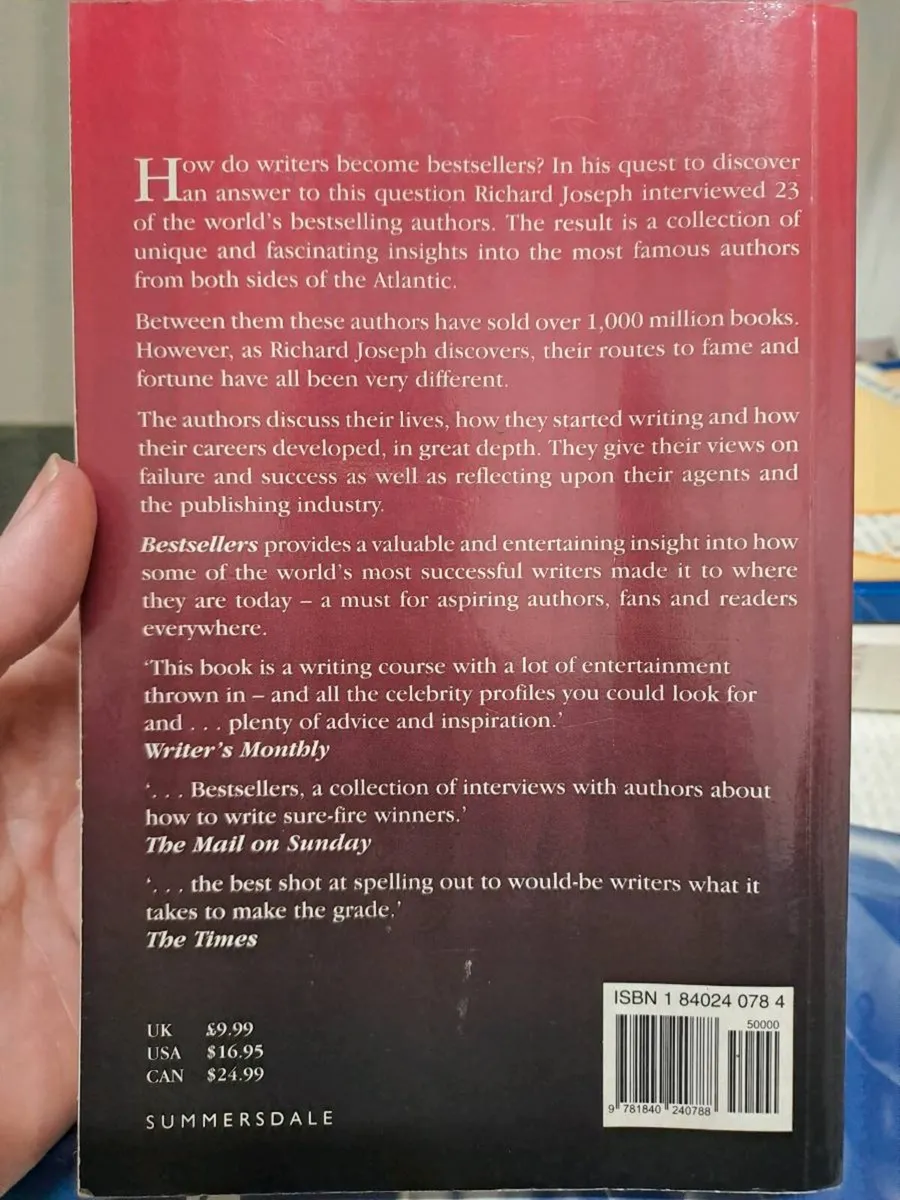 How do writers become bestsellers? In his quest to discover
an answer to this question Richard Joseph interviewed 23
of the world's bestselling authors. The result is a collection of
unique and fascinating insights into the most famous authors
from both sides of the Atlantic.
Between them these authors have sold over 1,000 million books.
However, as Richard Joseph discovers, their routes to fame and
fortune have all been very different.
The authors discuss their lives, how they started writing and how
their careers developed, in great depth. They give their views on
failure and success as well as reflecting upon their agents and
the publishing industry.
Bestsellers provides a valuable and entertaining insight into how
some of the world's most successful writers made it to where
they are today – a must for aspiring authors, fans and readers
everywhere.
'This book is a writing course with a lot of entertainment
thrown in – and all the celebrity profiles you could look for
and . . . plenty of advice and inspiration.'
Writer's Monthly
'. . . Bestsellers, a collection of interviews with authors about
how to write sure-fire winners.'
The Mail on Sunday
'. . . the best shot at spelling out to would-be writers what it
takes to make the grade.'
The Times
UK £9.99
USA $16.95
CAN $24.99
SUMMERSDALE
ISBN 1 84024 078 4
50000
9 781840 240788